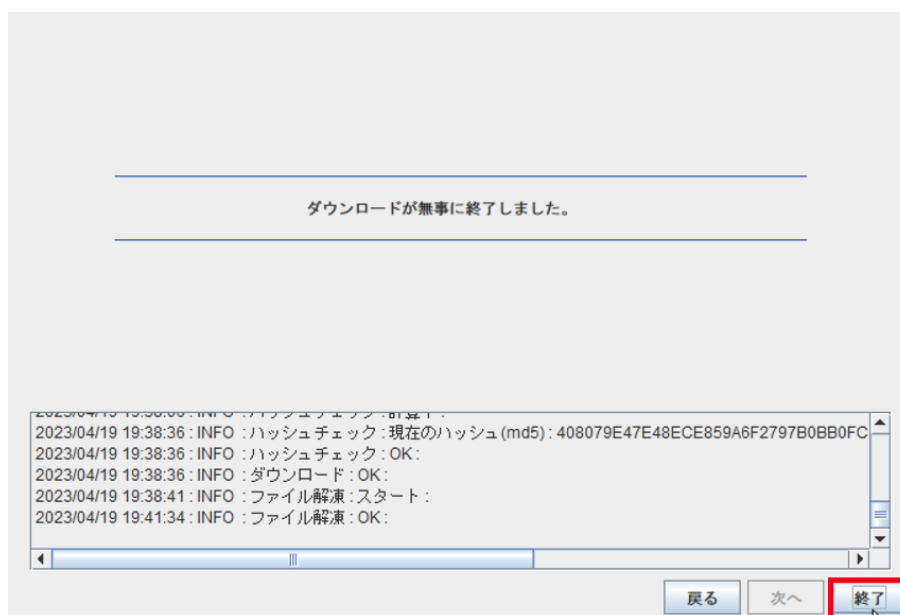 ダウンロードが無事に終了しました。
2023/04/19 19:38:36 : INFO : ハッシュチェック : 現在のハッシュ(md5) : 408079E47E48ECE859A6F2797B0BB0FC
2023/04/19 19:38:36 : INFO : ハッシュチェック : OK :
2023/04/19 19:38:36 : INFO : ダウンロード : OK :
2023/04/19 19:38:41 : INFO : ファイル解凍 : スタート :
2023/04/19 19:41:34 : INFO : ファイル解凍 : OK :
戻る 次へ 終了